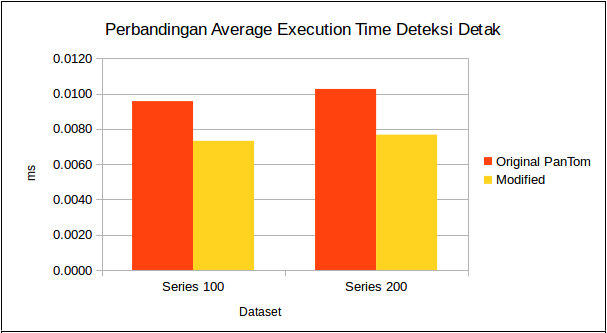 Perbandingan Average Execution Time Deteksi Detak
0.0120
0.0100
0.0080
0.0060
0.0040
0.0020
0.0000
ms
Series 100
Series 200
Dataset
Original PanTom
Modified